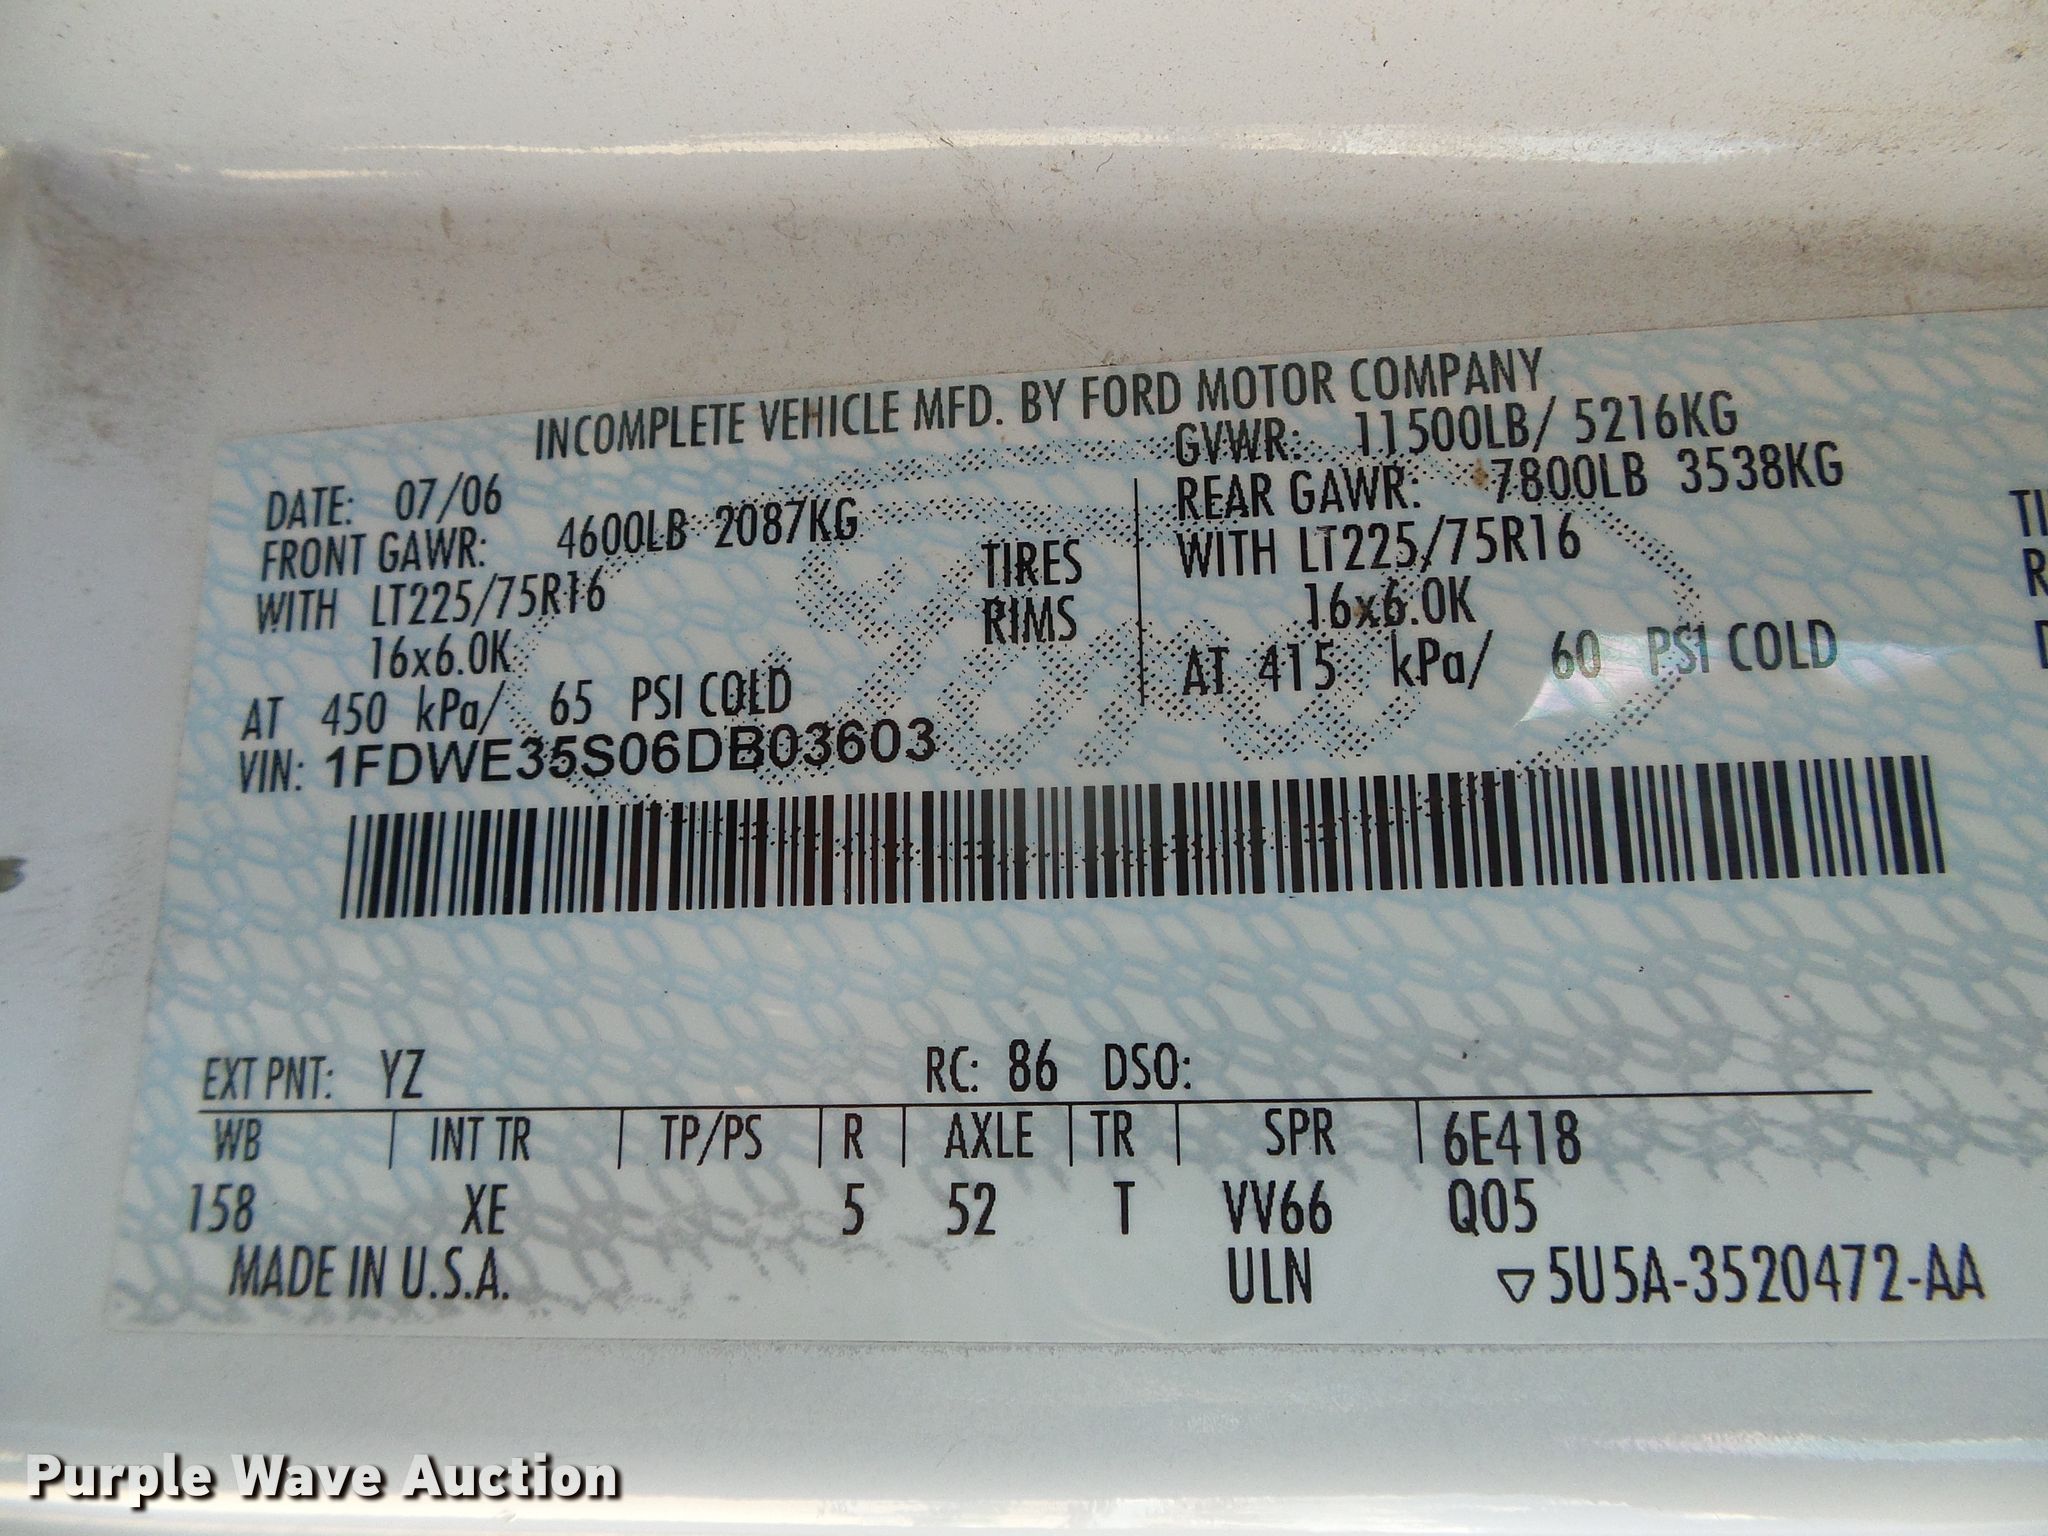 INCOMPLETE VEHICLE MFD. BY FORD MOTOR COMPANY
DATE: 07/06
GVWR: 11500LB/ 5216KG
FRONT GAWR: 4600LB 2087KG
REAR GAWR: 7800LB 3538KG
WITH LT225/75R16 TIRES
WITH LT225/75R16
16x6.0K RIMS
16x6.0K
AT 450 kPa/ 65 PSI COLD
AT 415 kPa/ 60 PSI COLD
VIN: 1FDWE35S06DB03603
Ford
EXT PNT: YZ RC: 86 DSO:
WB INT TR TP/PS R AXLE TR SPR 6E418
158 XE 5 52 T VV66 Q05
MADE IN U.S.A. ULN ▽5U5A-3520472-AA
Purple Wave Auction